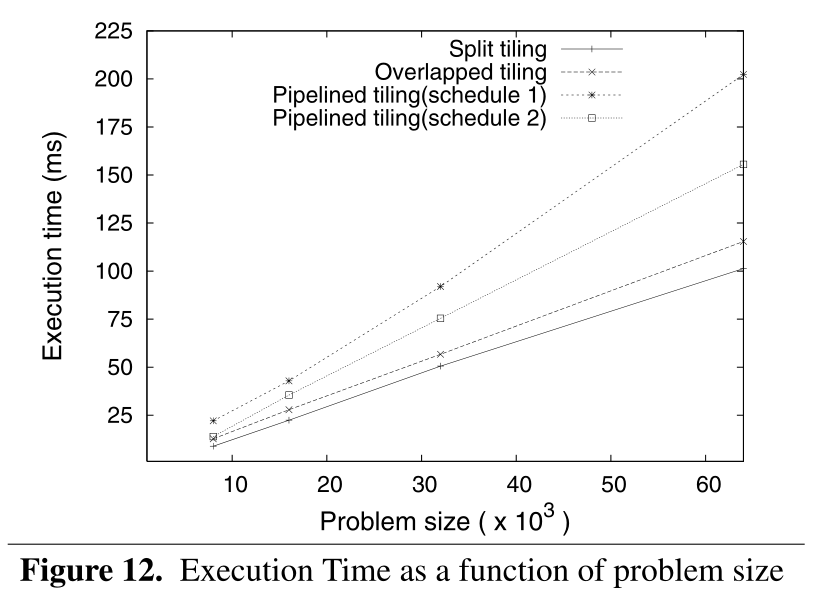 225
200
175
150
125
100
75
50
25
Execution time (ms)
Split tiling
Overlapped tiling
Pipelined tiling(schedule 1)
Pipelined tiling(schedule 2)
10 20 30 40 50 60
Problem size ( x 10³ )
Figure 12. Execution Time as a function of problem size